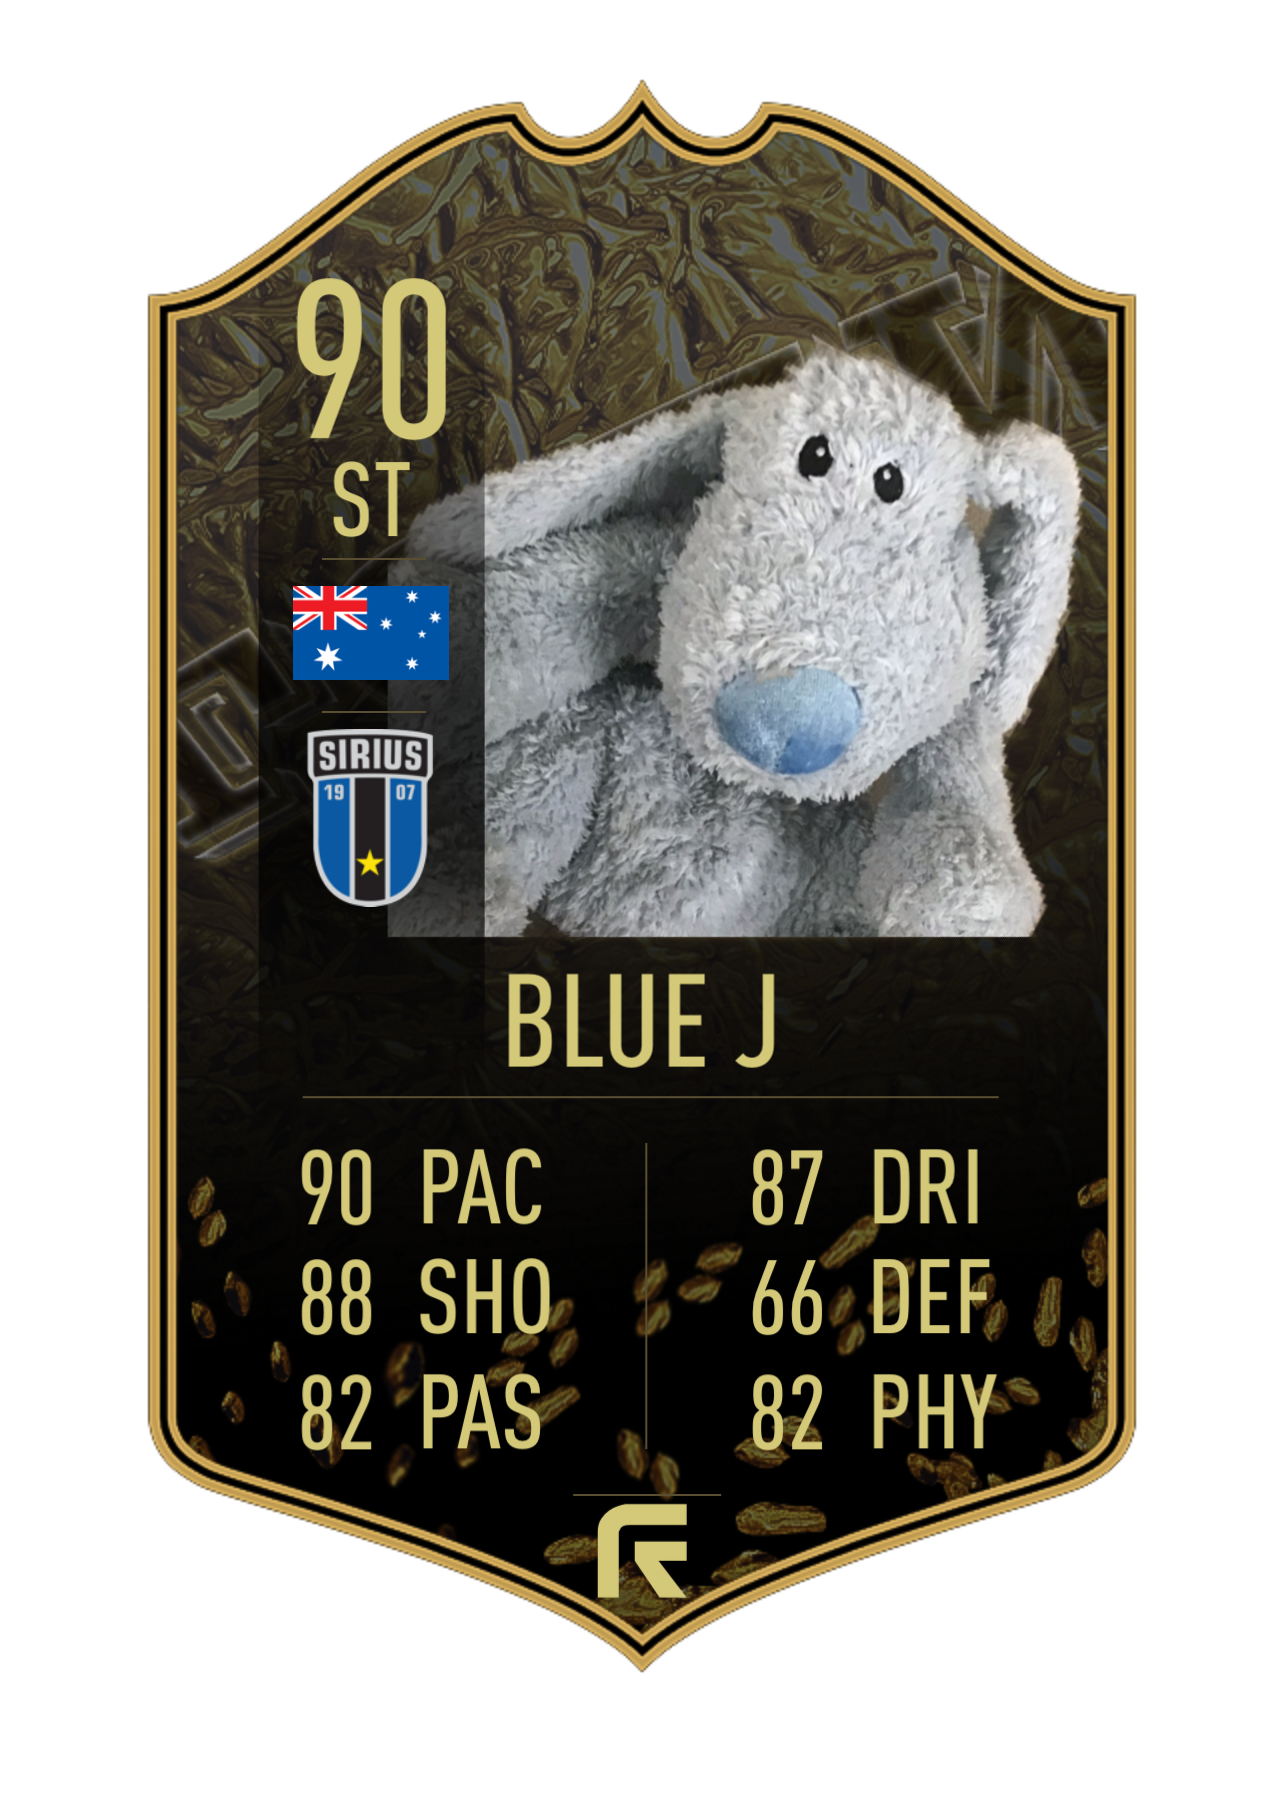 90
ST
SIRIUS
19 07
BLUE J
90 PAC 87 DRI
88 SHO 66 DEF
82 PAS 82 PHY